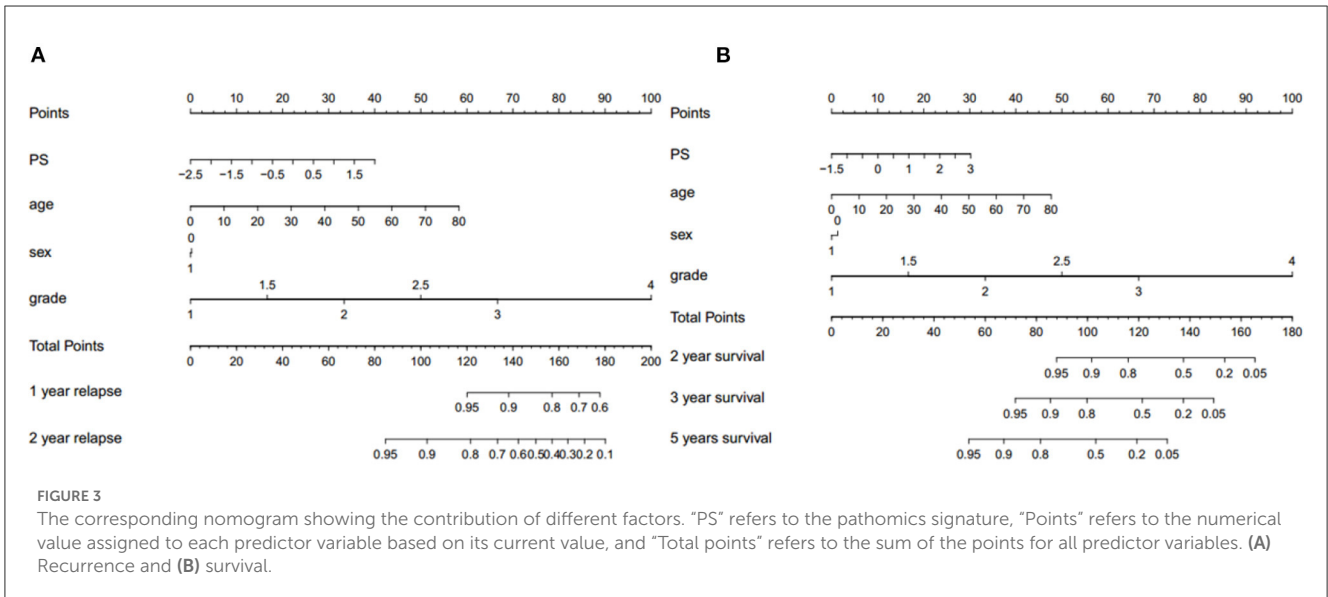 A
0 10 20 30 40 50 60 70 80 90 100
Points
PS
−2.5 −1.5 −0.5 0.5 1.5
age
0 10 20 30 40 50 60 70 80
0
sex
1
1.5 2.5 4
grade
1 2 3
Total Points
0 20 40 60 80 100 120 140 160 180 200
1 year relapse
0.95 0.9 0.8 0.7 0.6
2 year relapse
0.95 0.9 0.8 0.7 0.6 0.5 0.4 0.3 0.2 0.1
B
0 10 20 30 40 50 60 70 80 90 100
Points
PS
−1.5 0 1 2 3
age
0 10 20 30 40 50 60 70 80
0
sex
1
1.5 2.5 4
grade
1 2 3
Total Points
0 20 40 60 80 100 120 140 160 180
2 year survival
0.95 0.9 0.8 0.5 0.2 0.05
3 year survival
0.95 0.9 0.8 0.5 0.2 0.05
5 years survival
0.95 0.9 0.8 0.5 0.2 0.05
FIGURE 3
The corresponding nomogram showing the contribution of different factors. "PS" refers to the pathomics signature, "Points" refers to the numerical
value assigned to each predictor variable based on its current value, and "Total points" refers to the sum of the points for all predictor variables. (A)
Recurrence and (B) survival.